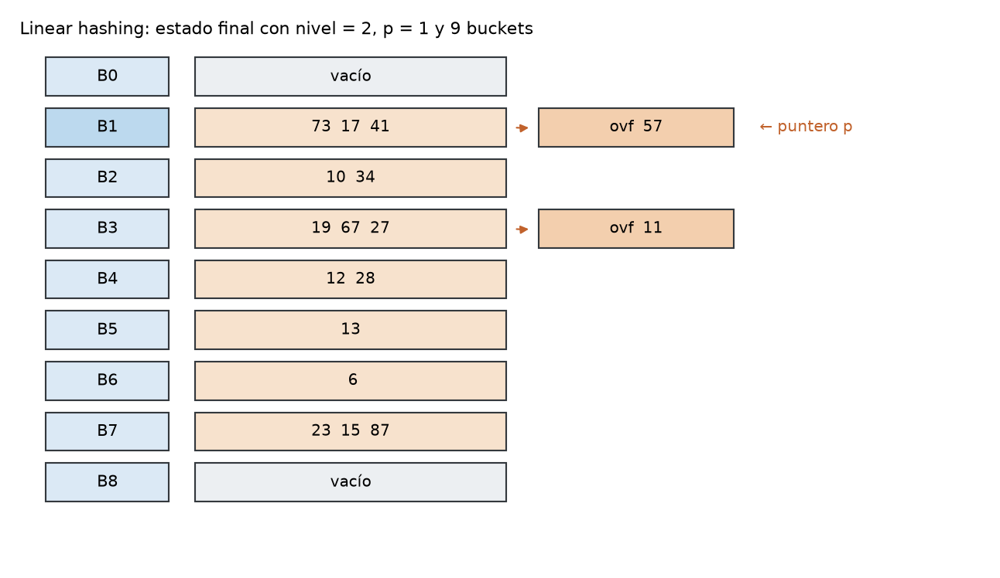 Linear hashing: estado final con nivel = 2, p = 1 y 9 buckets
B0 vacío
B1 73 17 41 ovf 57 ← puntero p
B2 10 34
B3 19 67 27 ovf 11
B4 12 28
B5 13
B6 6
B7 23 15 87
B8 vacío